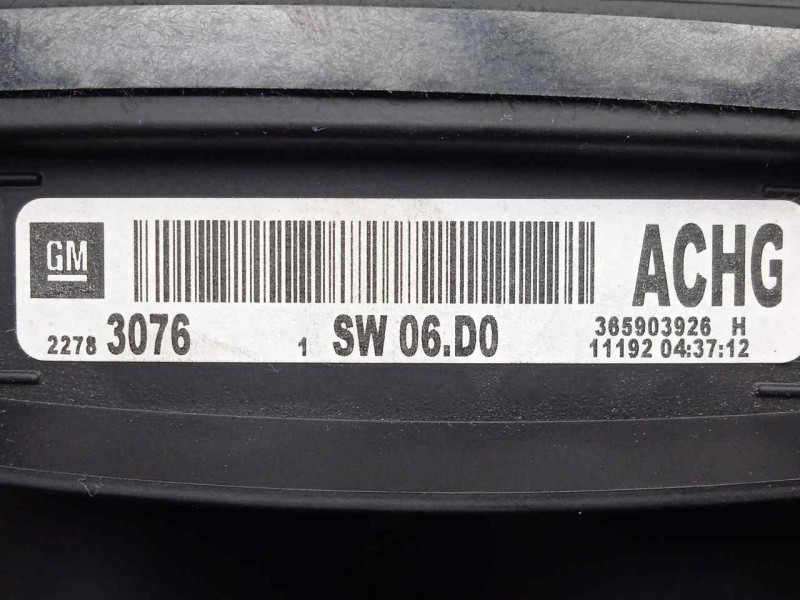 GM
ACHG
2278 3076 1 SW 06.D0 365903926 H
11192 04:37:12